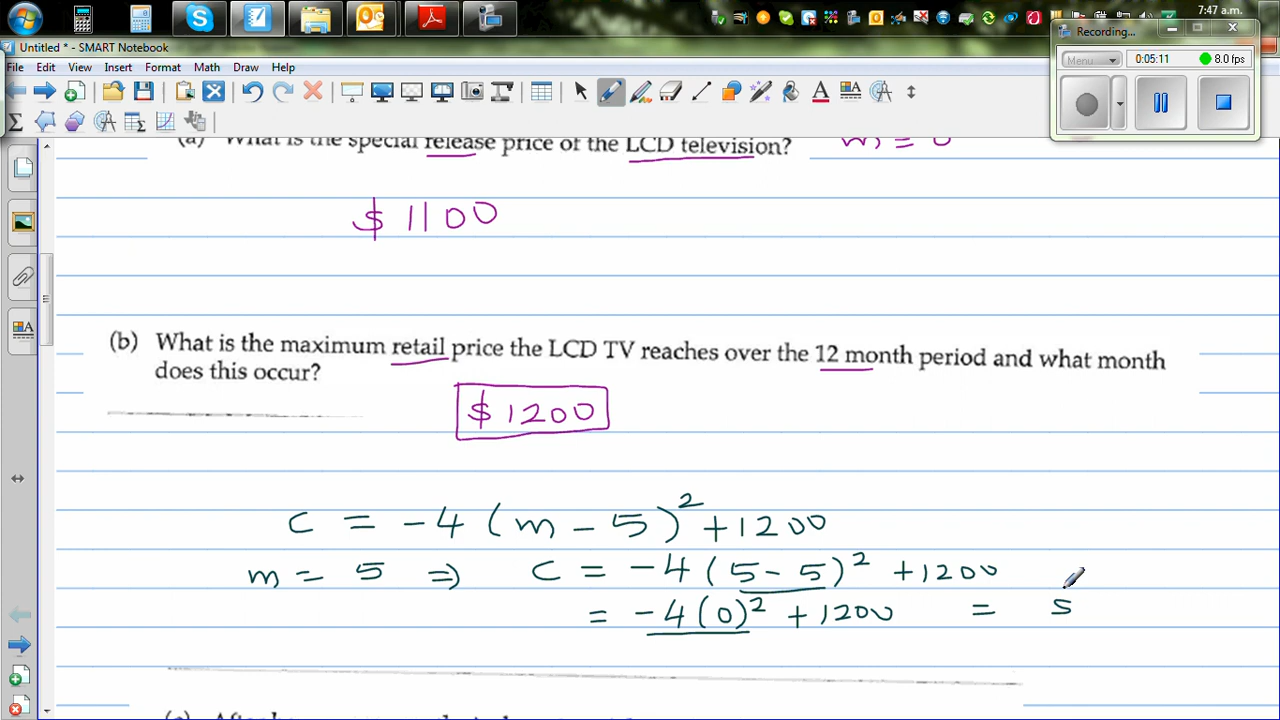 7:47 a.m.
Untitled * - SMART Notebook
Recording...
File Edit View Insert Format Math Draw Help
Menu 0:05:11 8.0 fps
(a) What is the special release price of the LCD television? m = 0
$ 1100
(b) What is the maximum retail price the LCD TV reaches over the 12 month period and what month
does this occur?
$ 1200
c = -4 (m - 5)² + 1200
m = 5 ⇒ c = -4 (5 - 5)² + 1200
= -4 (0)² + 1200 = s